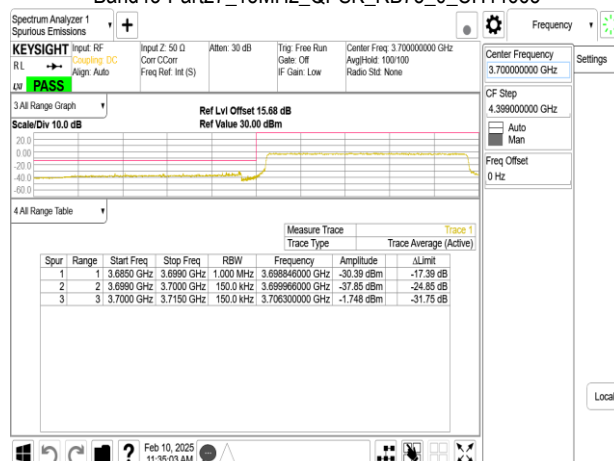 Spectrum Analyzer 1
Spurious Emissions
Frequency
Settings
KEYSIGHT
RL
LXI
PASS
Input: RF
Coupling: DC
Align: Auto
Input Z: 50 Ω
Corr CCorr
Freq Ref: Int (S)
Atten: 30 dB
Trig: Free Run
Gate: Off
IF Gain: Low
Center Freq: 3.700000000 GHz
Avg|Hold: 100/100
Radio Std: None
Center Frequency
3.700000000 GHz
CF Step
4.399000000 GHz
Auto
Man
Freq Offset
0 Hz
3 All Range Graph
Scale/Div 10.0 dB
Ref Lvl Offset 15.68 dB
Ref Value 30.00 dBm
20.0
0.00
-20.0
-40.0
-60.0
4 All Range Table
Measure Trace Trace 1
Trace Type Trace Average (Active)
Spur Range Start Freq Stop Freq RBW Frequency Amplitude ΔLimit
1 1 3.6850 GHz 3.6990 GHz 1.000 MHz 3.698846000 GHz -30.39 dBm -17.39 dB
2 2 3.6990 GHz 3.7000 GHz 150.0 kHz 3.699966000 GHz -37.85 dBm -24.85 dB
3 3 3.7000 GHz 3.7150 GHz 150.0 kHz 3.706300000 GHz -1.748 dBm -31.75 dB
Local
Feb 10, 2025
11:35:03 AM